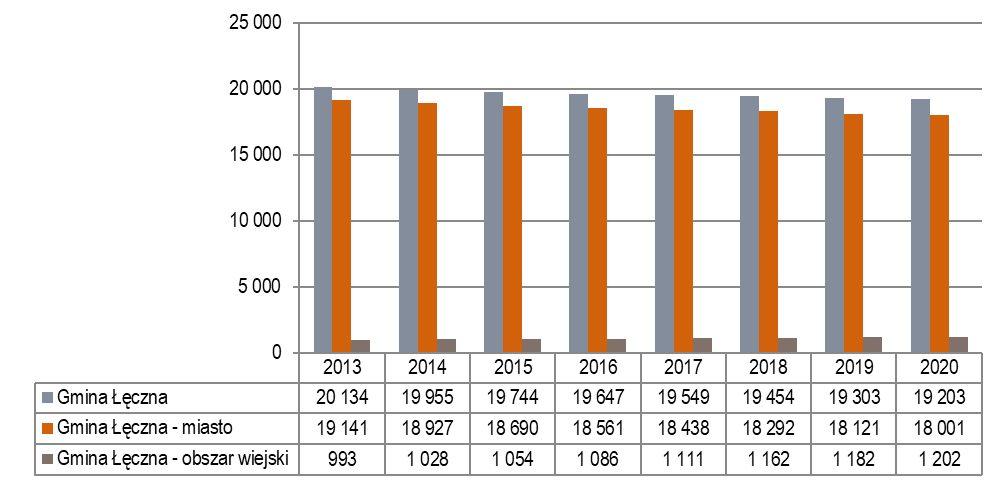 25 000
20 000
15 000
10 000
5 000
0
2013 2014 2015 2016 2017 2018 2019 2020
Gmina Łęczna 20 134 19 955 19 744 19 647 19 549 19 454 19 303 19 203
Gmina Łęczna - miasto 19 141 18 927 18 690 18 561 18 438 18 292 18 121 18 001
Gmina Łęczna - obszar wiejski 993 1 028 1 054 1 086 1 111 1 162 1 182 1 202